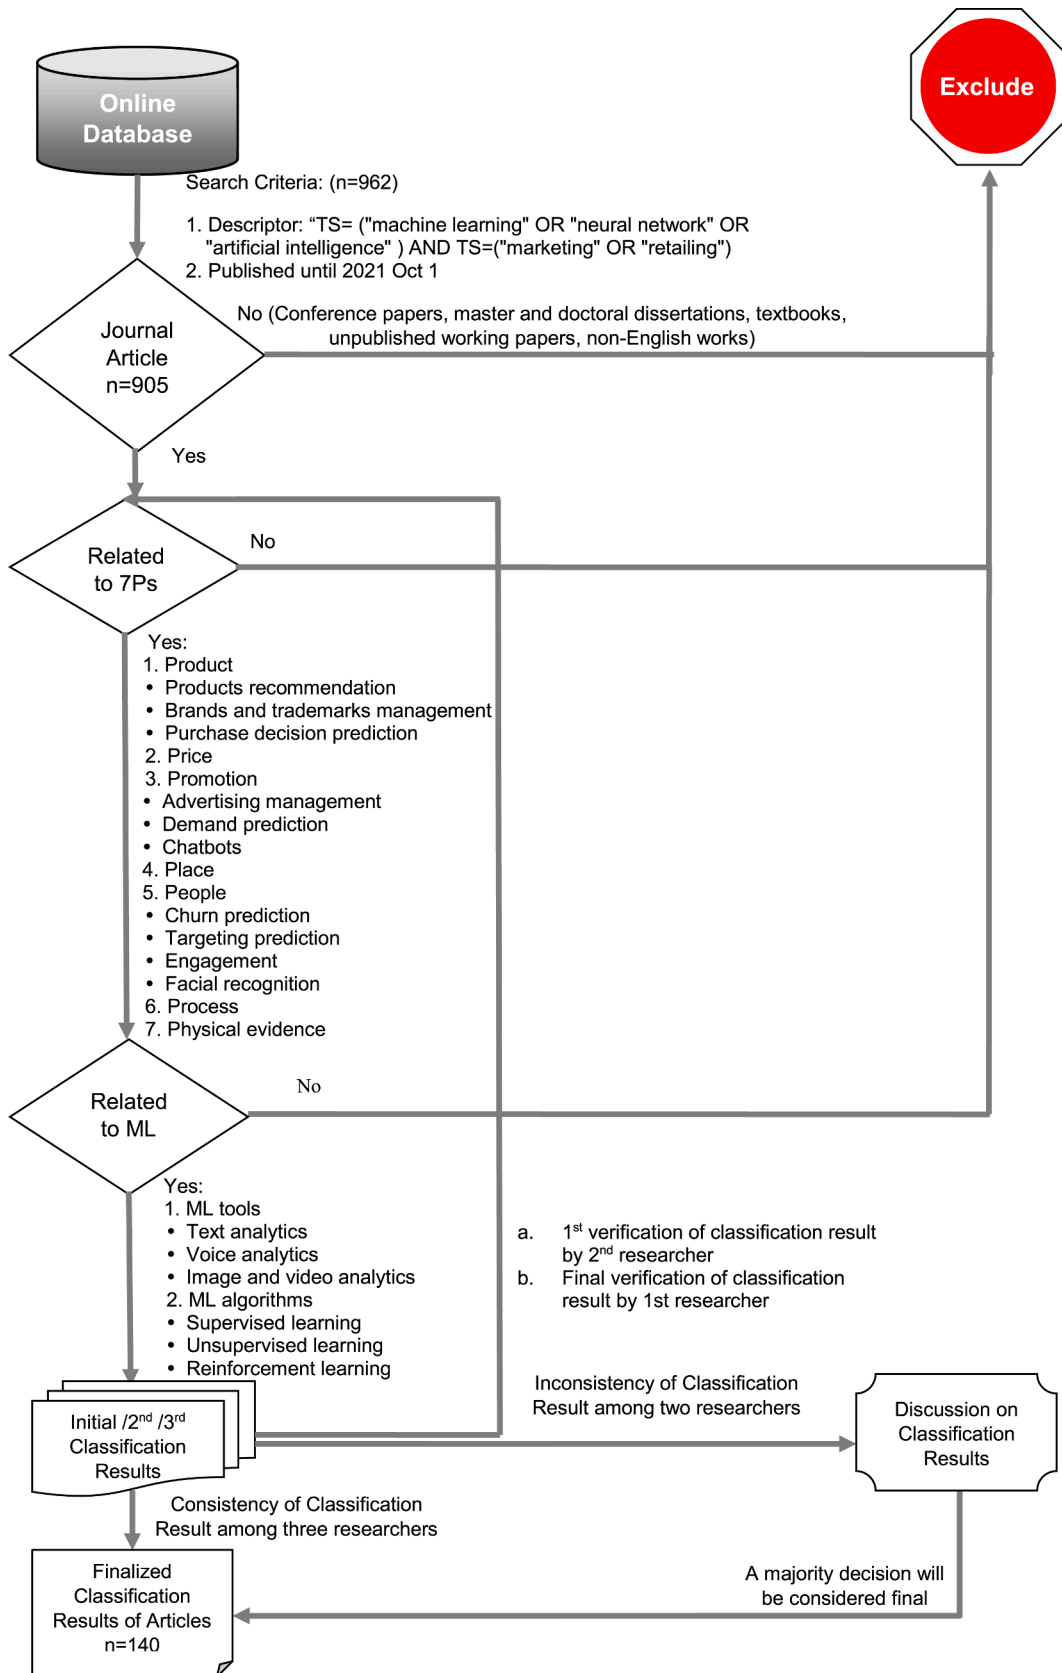 Online
Database
Exclude
Search Criteria: (n=962)
1. Descriptor: “TS= ("machine learning" OR "neural network" OR
"artificial intelligence" ) AND TS=("marketing" OR "retailing")
2. Published until 2021 Oct 1
Journal
Article
n=905
No (Conference papers, master and doctoral dissertations, textbooks,
unpublished working papers, non-English works)
Yes
Related
to 7Ps
No
Yes:
1. Product
• Products recommendation
• Brands and trademarks management
• Purchase decision prediction
2. Price
3. Promotion
• Advertising management
• Demand prediction
• Chatbots
4. Place
5. People
• Churn prediction
• Targeting prediction
• Engagement
• Facial recognition
6. Process
7. Physical evidence
Related
to ML
No
Yes:
1. ML tools
• Text analytics
• Voice analytics
• Image and video analytics
2. ML algorithms
• Supervised learning
• Unsupervised learning
• Reinforcement learning
a. 1st verification of classification result
by 2nd researcher
b. Final verification of classification
result by 1st researcher
Initial /2nd /3rd
Classification
Results
Inconsistency of Classification
Result among two researchers
Discussion on
Classification
Results
Consistency of Classification
Result among three researchers
A majority decision will
be considered final
Finalized
Classification
Results of Articles
n=140